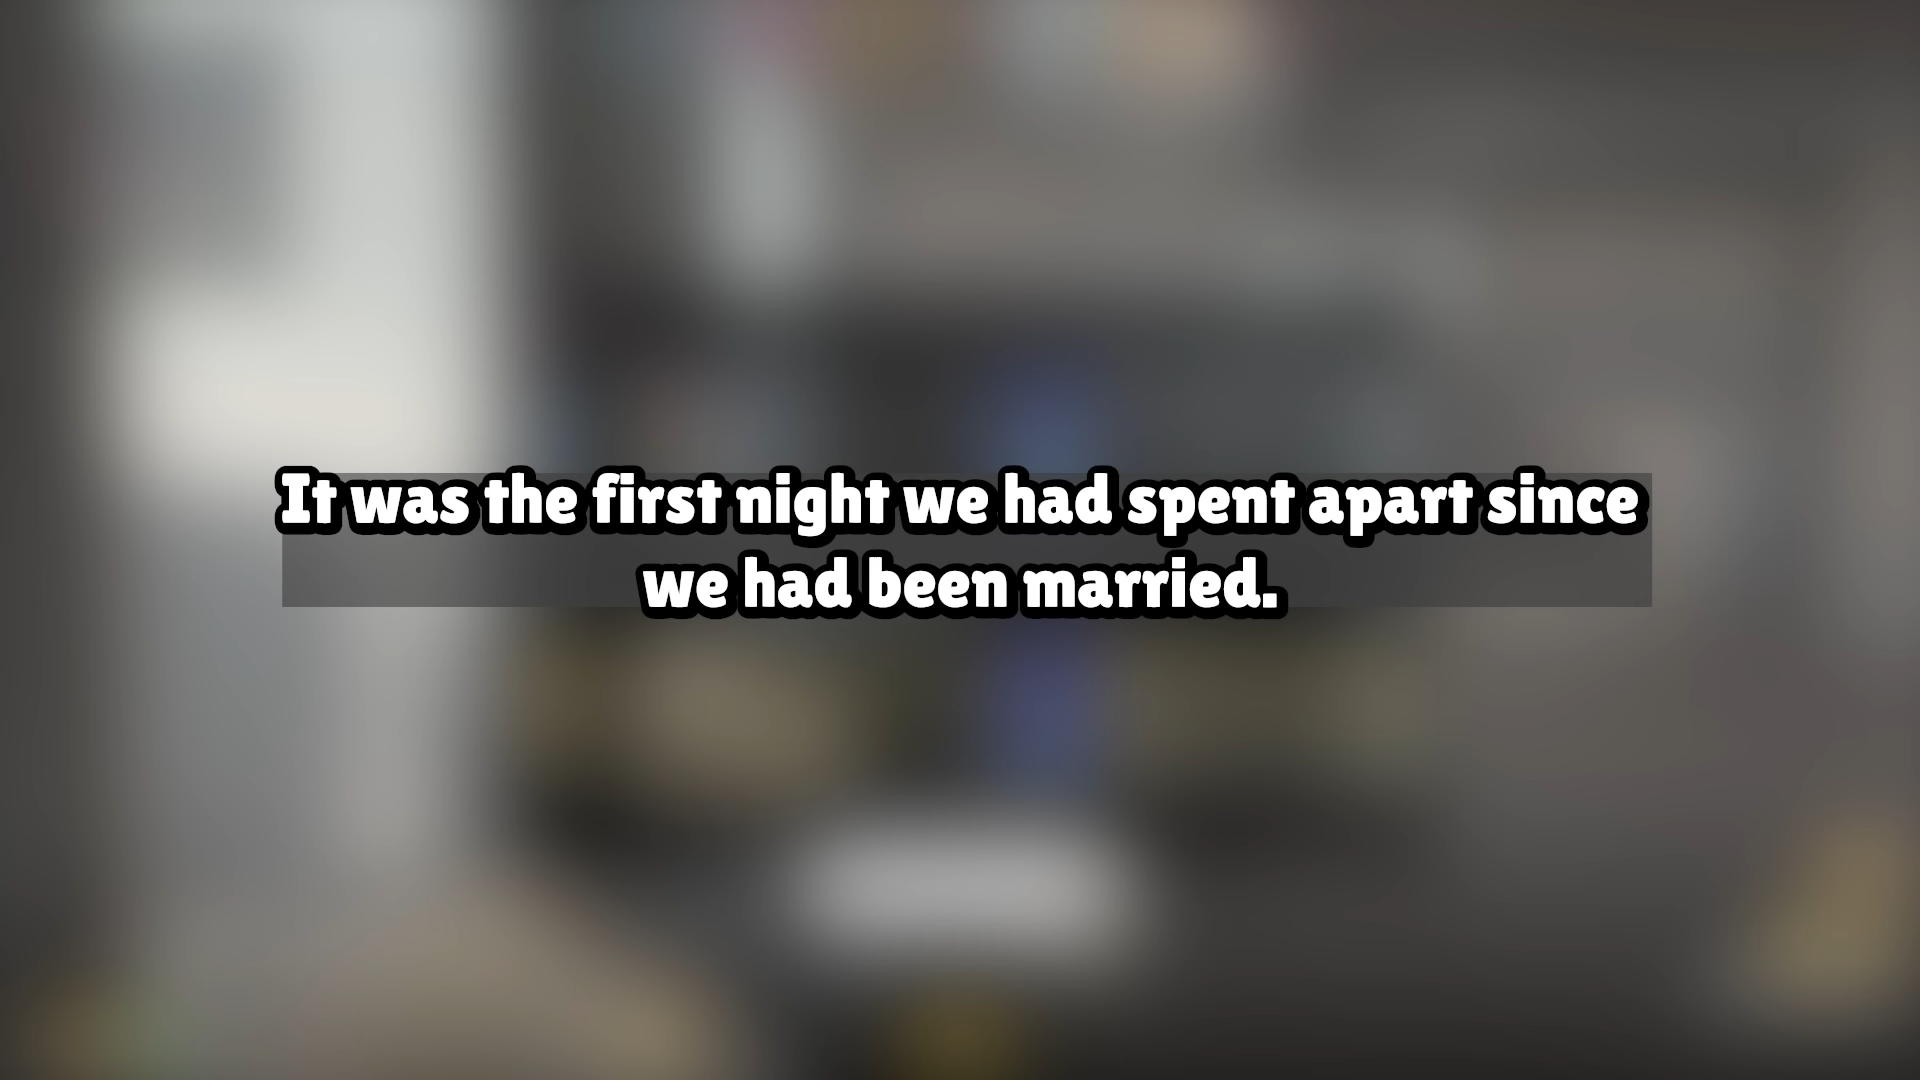 It was the first night we had spent apart since
we had been married.